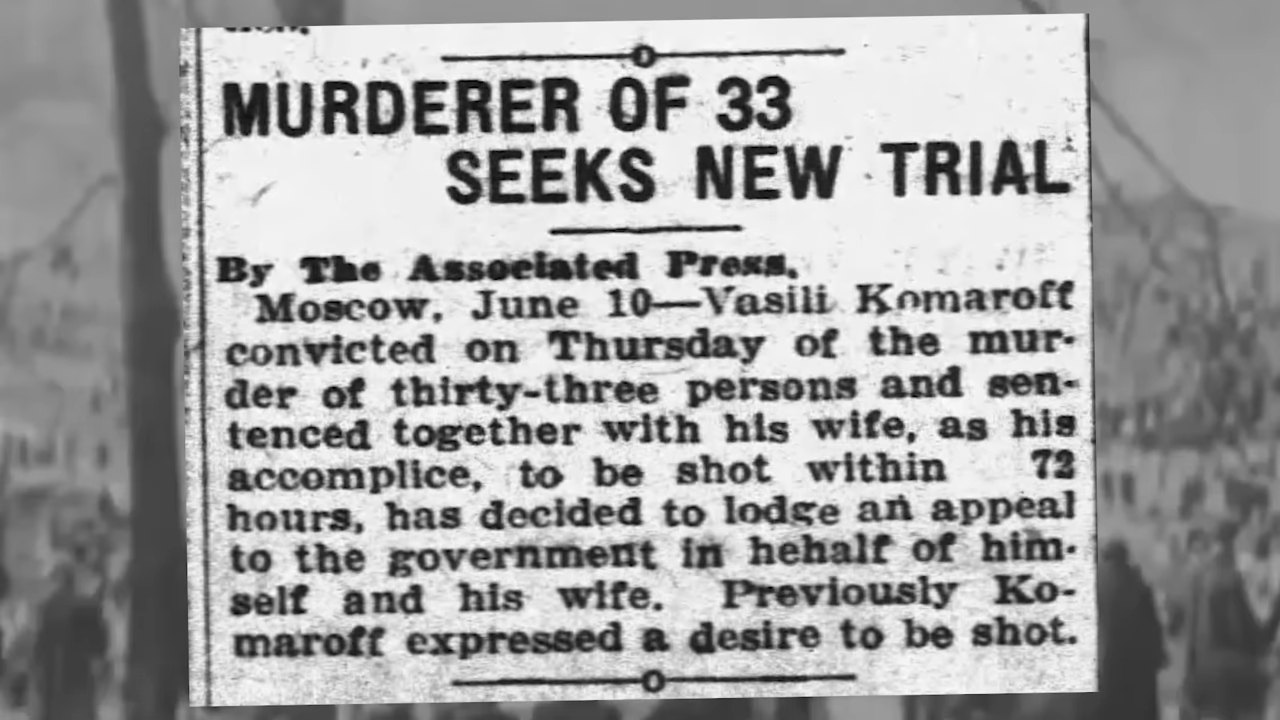 MURDERER OF 33
SEEKS NEW TRIAL
By The Associated Press.
Moscow, June 10—Vasili Komaroff
convicted on Thursday of the mur-
der of thirty-three persons and sen-
tenced together with his wife, as his
accomplice, to be shot within 72
hours, has decided to lodge an appeal
to the government in hehalf of him-
self and his wife. Previously Ko-
maroff expressed a desire to be shot.